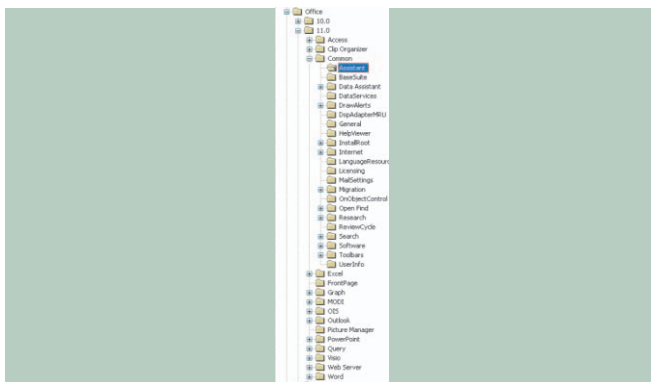 Office
10.0
11.0
Access
Clip Organizer
Common
Assistant
BaseSuite
Data Assistant
DataServices
DrawAlerts
DspAdapterMRU
General
HelpViewer
InstallRoot
Internet
LanguageResourc
Licensing
MailSettings
Migration
OnObjectControl
Open Find
Research
ReviewCycle
Search
Software
Toolbars
UserInfo
Excel
FrontPage
Graph
MODI
OIS
Outlook
Picture Manager
PowerPoint
Query
Visio
Web Server
Word